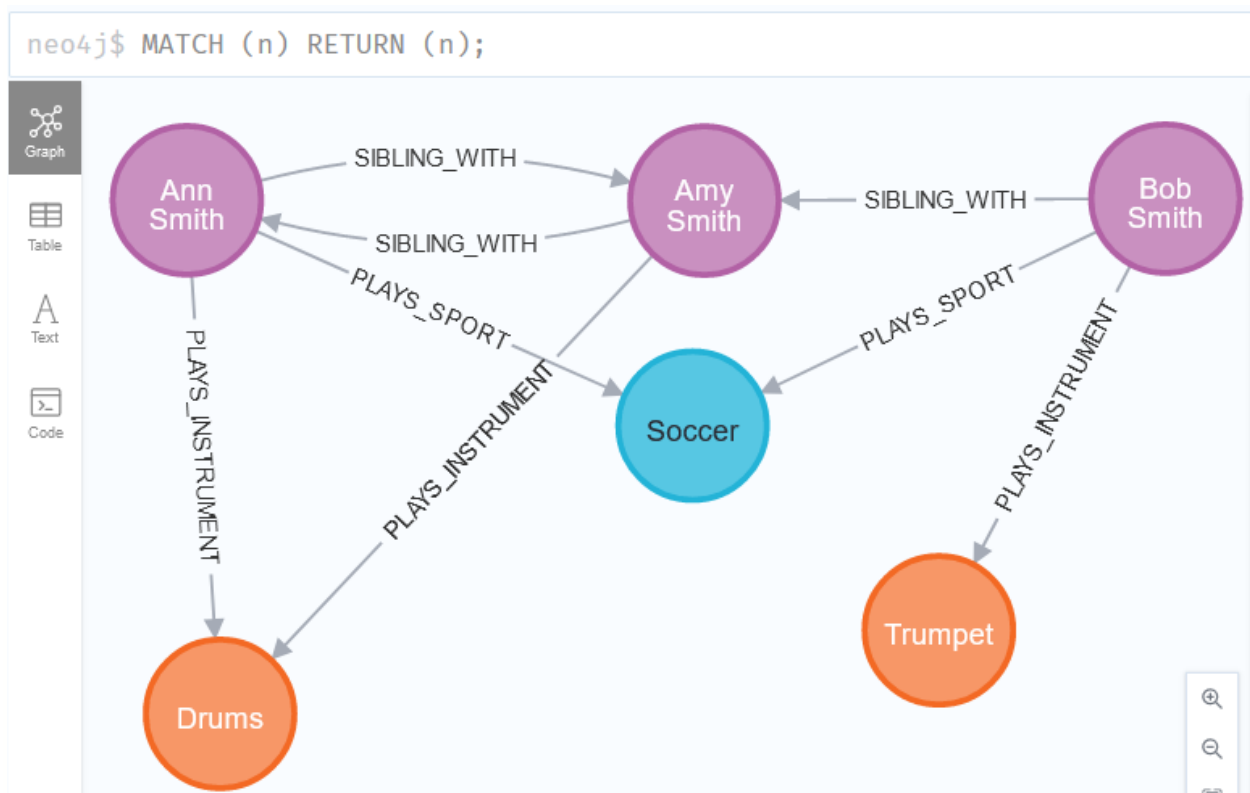 neo4j$ MATCH (n) RETURN (n);
Graph
Table
Text
Code
Ann
Smith
SIBLING_WITH
SIBLING_WITH
Amy
Smith
SIBLING_WITH
Bob
Smith
PLAYS_SPORT
PLAYS_SPORT
PLAYS_INSTRUMENT
PLAYS_INSTRUMENT
PLAYS_INSTRUMENT
Soccer
Trumpet
Drums